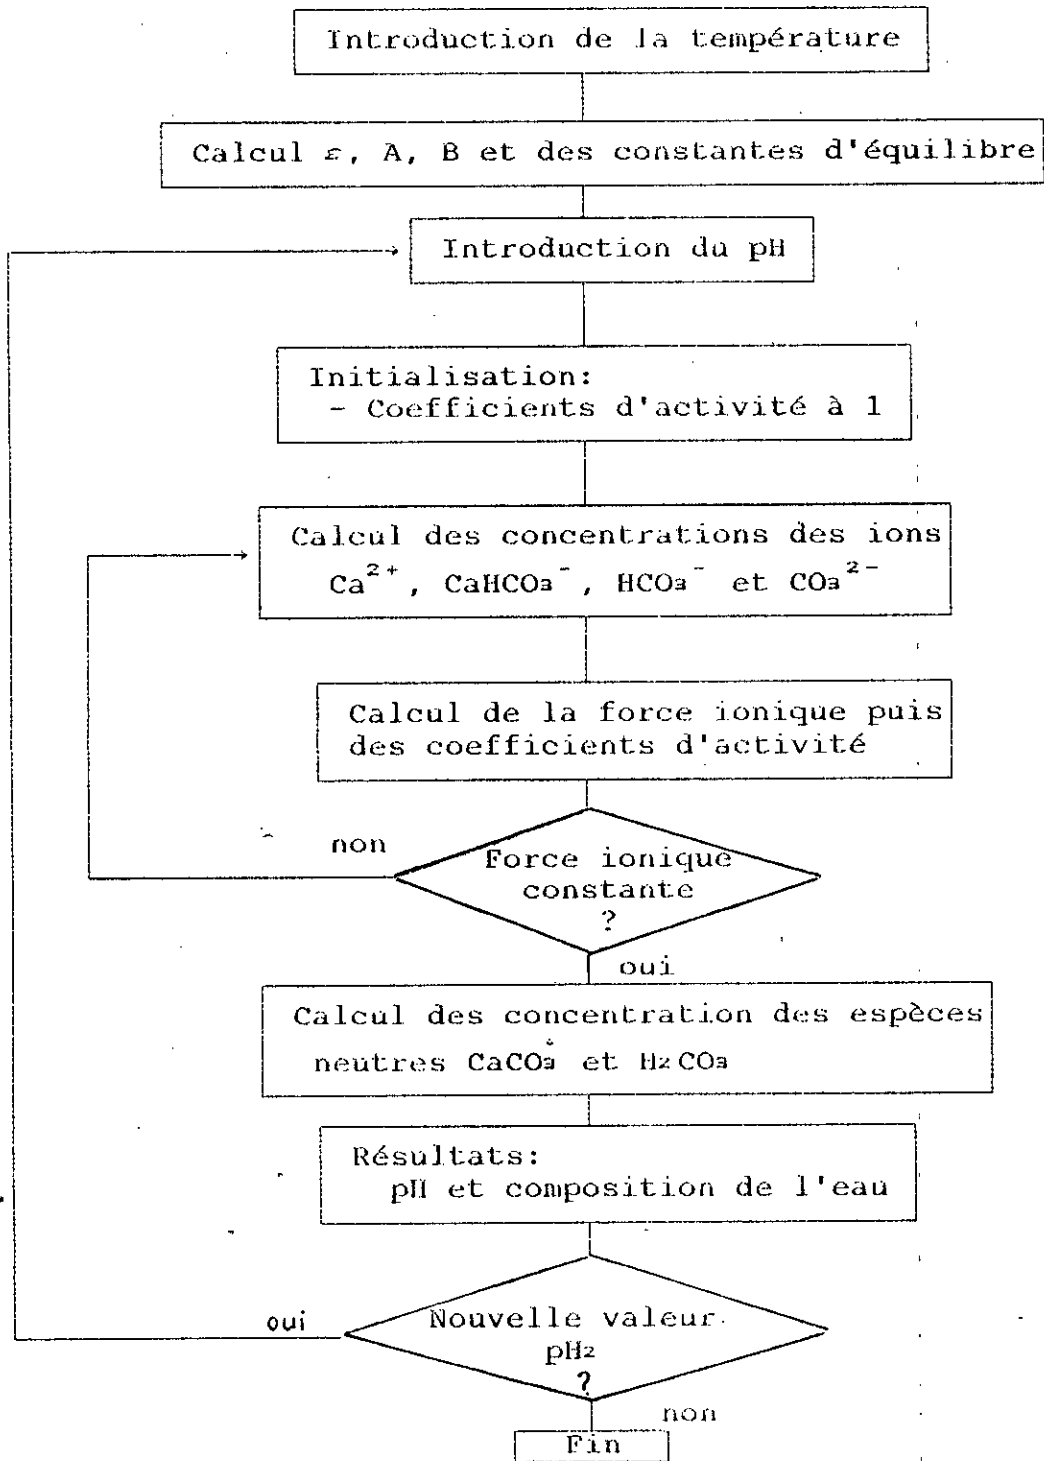 Introduction de la température
Calcul ε, A, B et des constantes d'équilibre
Introduction du pH
Initialisation:
- Coefficients d'activité à 1
Calcul des concentrations des ions
Ca²⁺, CaHCO₃⁻, HCO₃⁻ et CO₃²⁻
Calcul de la force ionique puis
des coefficients d'activité
non
Force ionique
constante
?
oui
Calcul des concentration des espèces
neutres CaCO₃° et H₂CO₃
Résultats:
pH et composition de l'eau
oui
Nouvelle valeur
pH₂
?
non
Fin